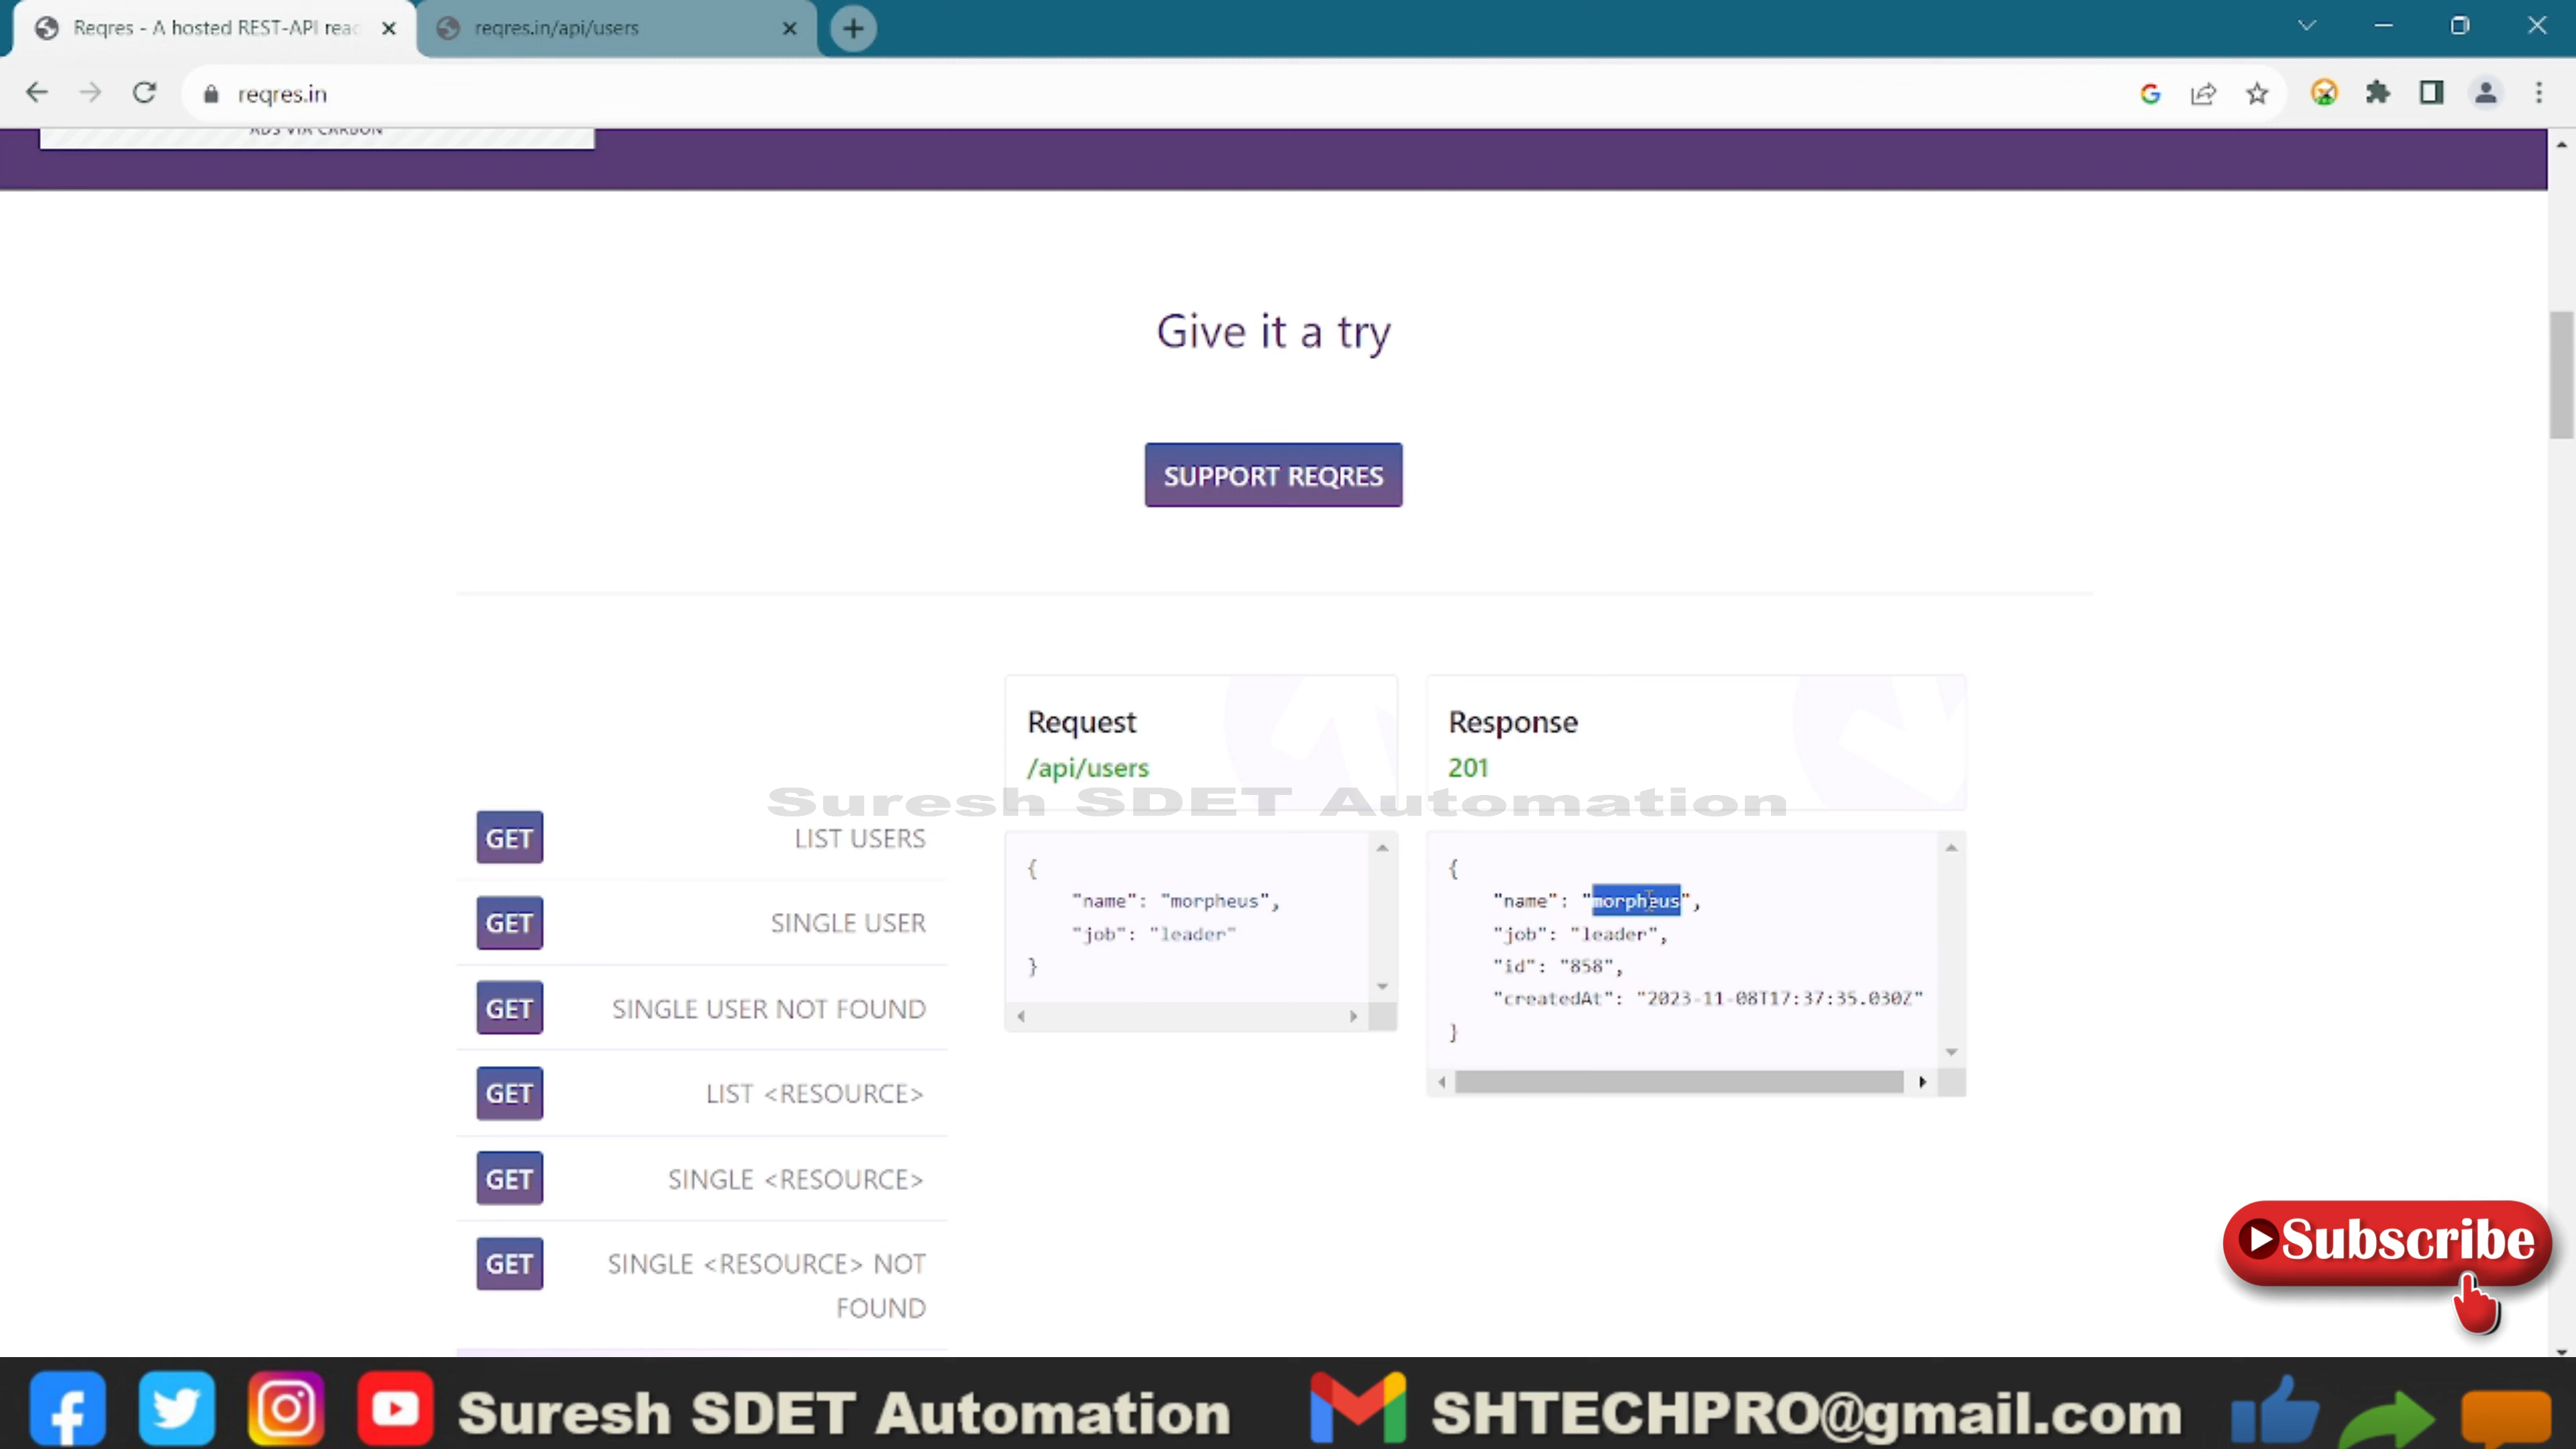 Reqres - A hosted REST-API reac
reqres.in/api/users
reqres.in
ADS VIA CARBON
Give it a try
SUPPORT REQRES
Request
/api/users
Response
201
Suresh SDET Automation
GET LIST USERS
GET SINGLE USER
GET SINGLE USER NOT FOUND
GET LIST <RESOURCE>
GET SINGLE <RESOURCE>
GET SINGLE <RESOURCE> NOT
FOUND
{
"name": "morpheus",
"job": "leader"
}
{
"name": "morpheus",
"job": "leader",
"id": "858",
"createdAt": "2023-11-08T17:37:35.030Z"
}
Subscribe
Suresh SDET Automation
SHTECHPRO@gmail.com